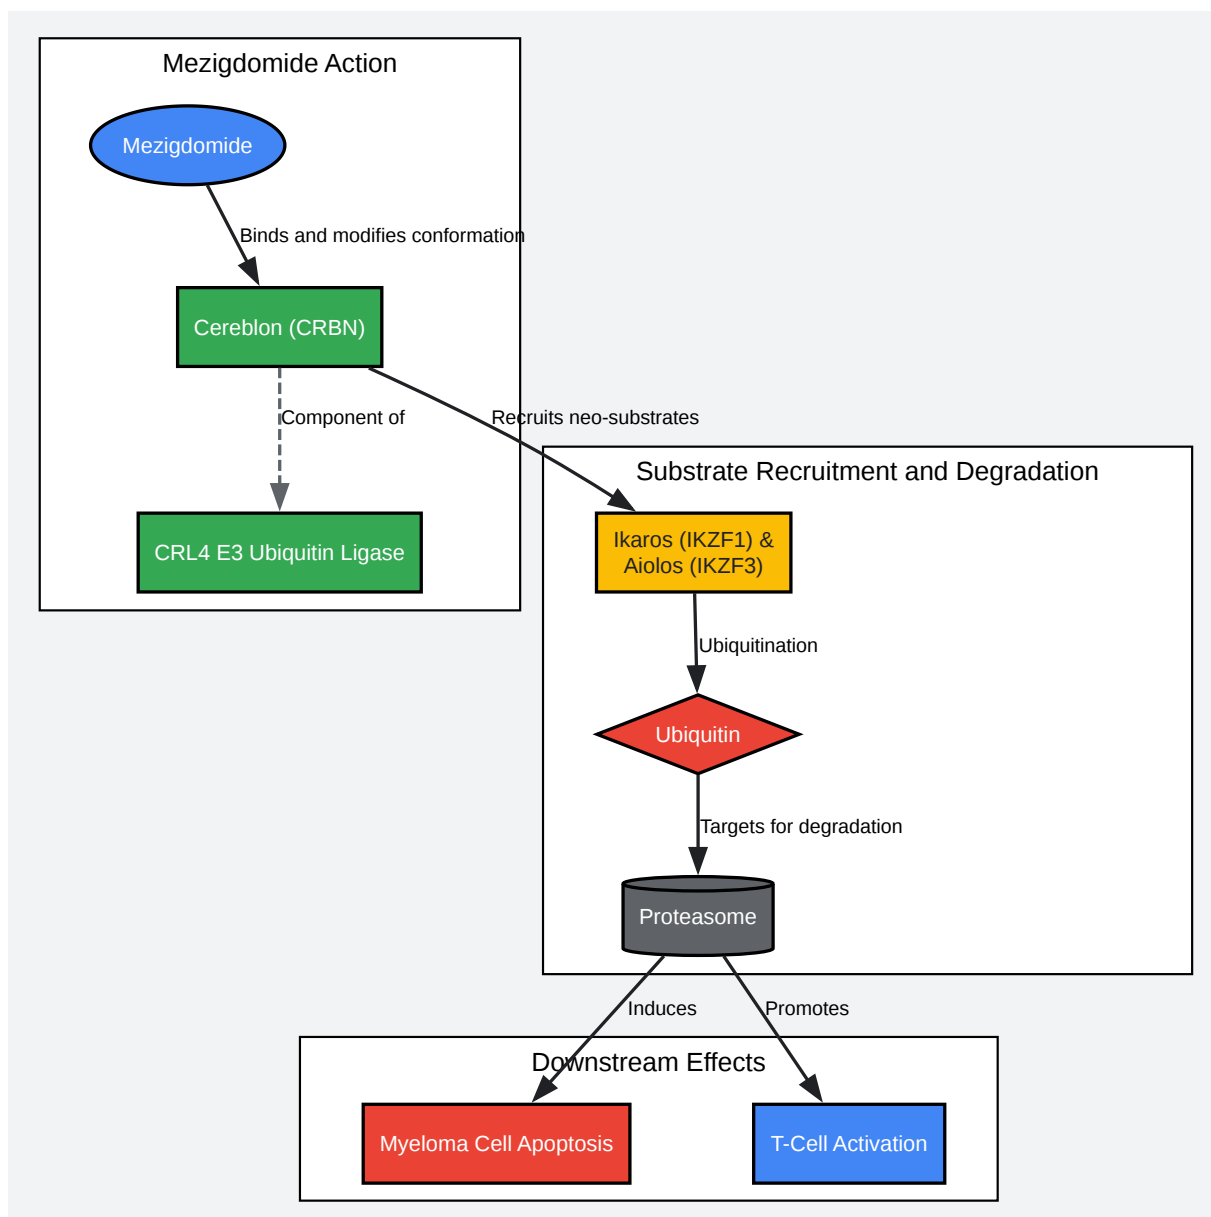 Mezigdomide Action
Mezigdomide
Binds and modifies conformation
Cereblon (CRBN)
Component of
Recruits neo-substrates
CRL4 E3 Ubiquitin Ligase
Substrate Recruitment and Degradation
Ikaros (IKZF1) &
Aiolos (IKZF3)
Ubiquitination
Ubiquitin
Targets for degradation
Proteasome
Induces
Promotes
Downstream Effects
Myeloma Cell Apoptosis
T-Cell Activation